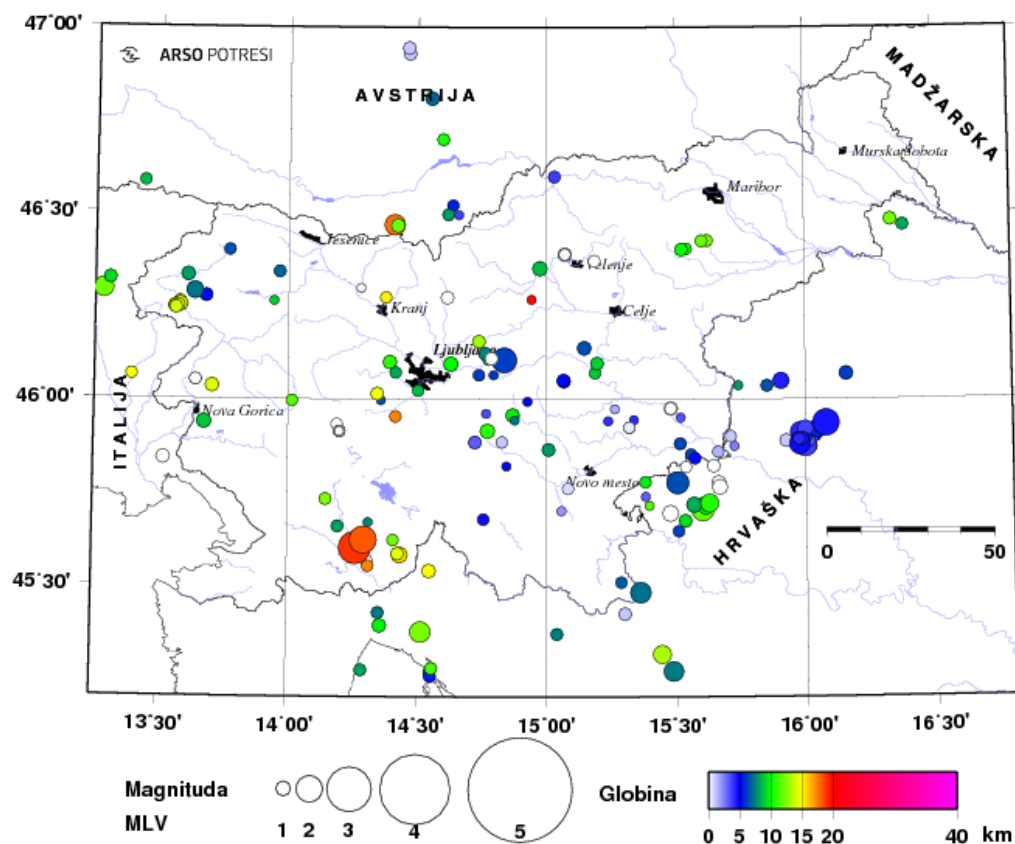 47˚00'
ARSO POTRESI
AVSTRIJA
MADŽARSKA
Murska Sobota
46˚30'
Maribor
Jesenice
Velenje
Kranj
Celje
Ljubljana
46˚00'
ITALIJA
Nova Gorica
Novo mesto
HRVAŠKA
0 50
45˚30'
13˚30' 14˚00' 14˚30' 15˚00' 15˚30' 16˚00' 16˚30'
Magnituda
MLV
1 2 3 4 5
Globina
0 5 10 15 20 40 km